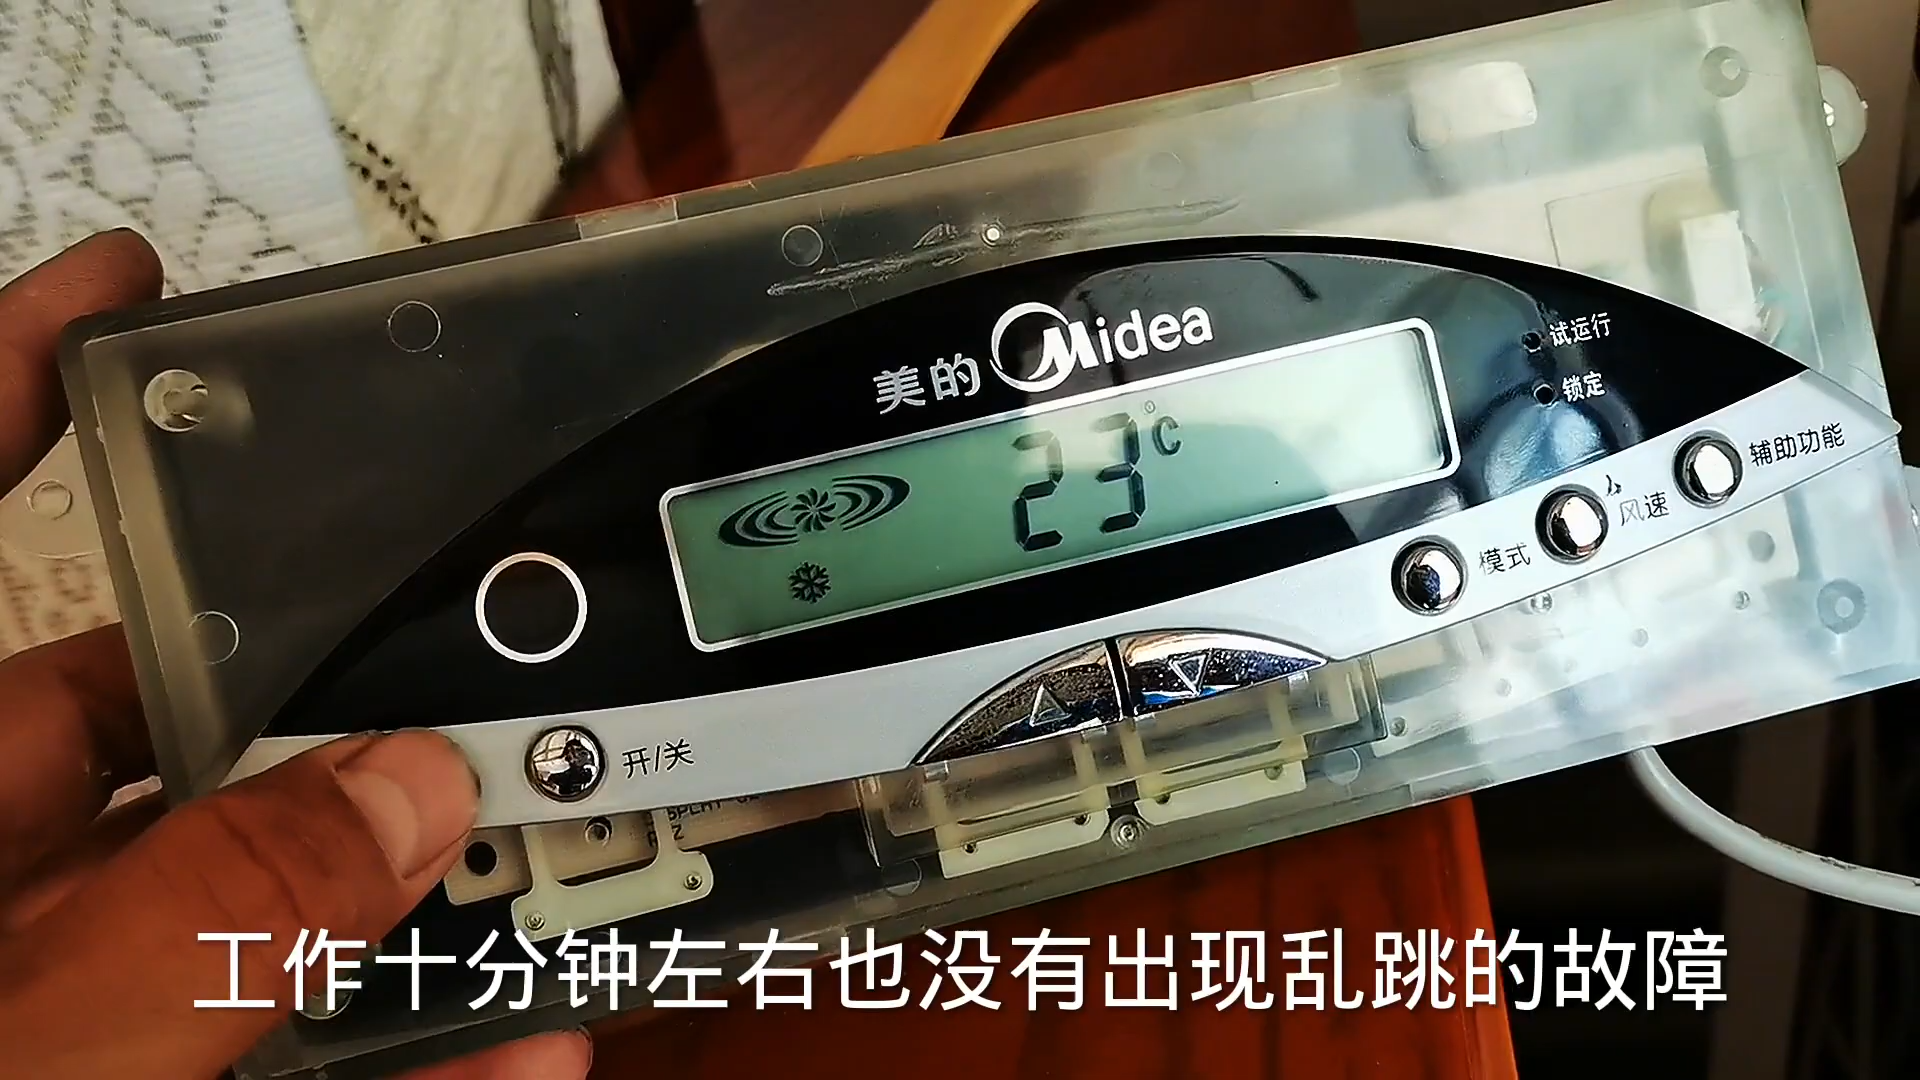 美的 Midea
试运行
锁定
23°C
辅助功能
风速
模式
开/关
工作十分钟左右也没有出现乱跳的故障